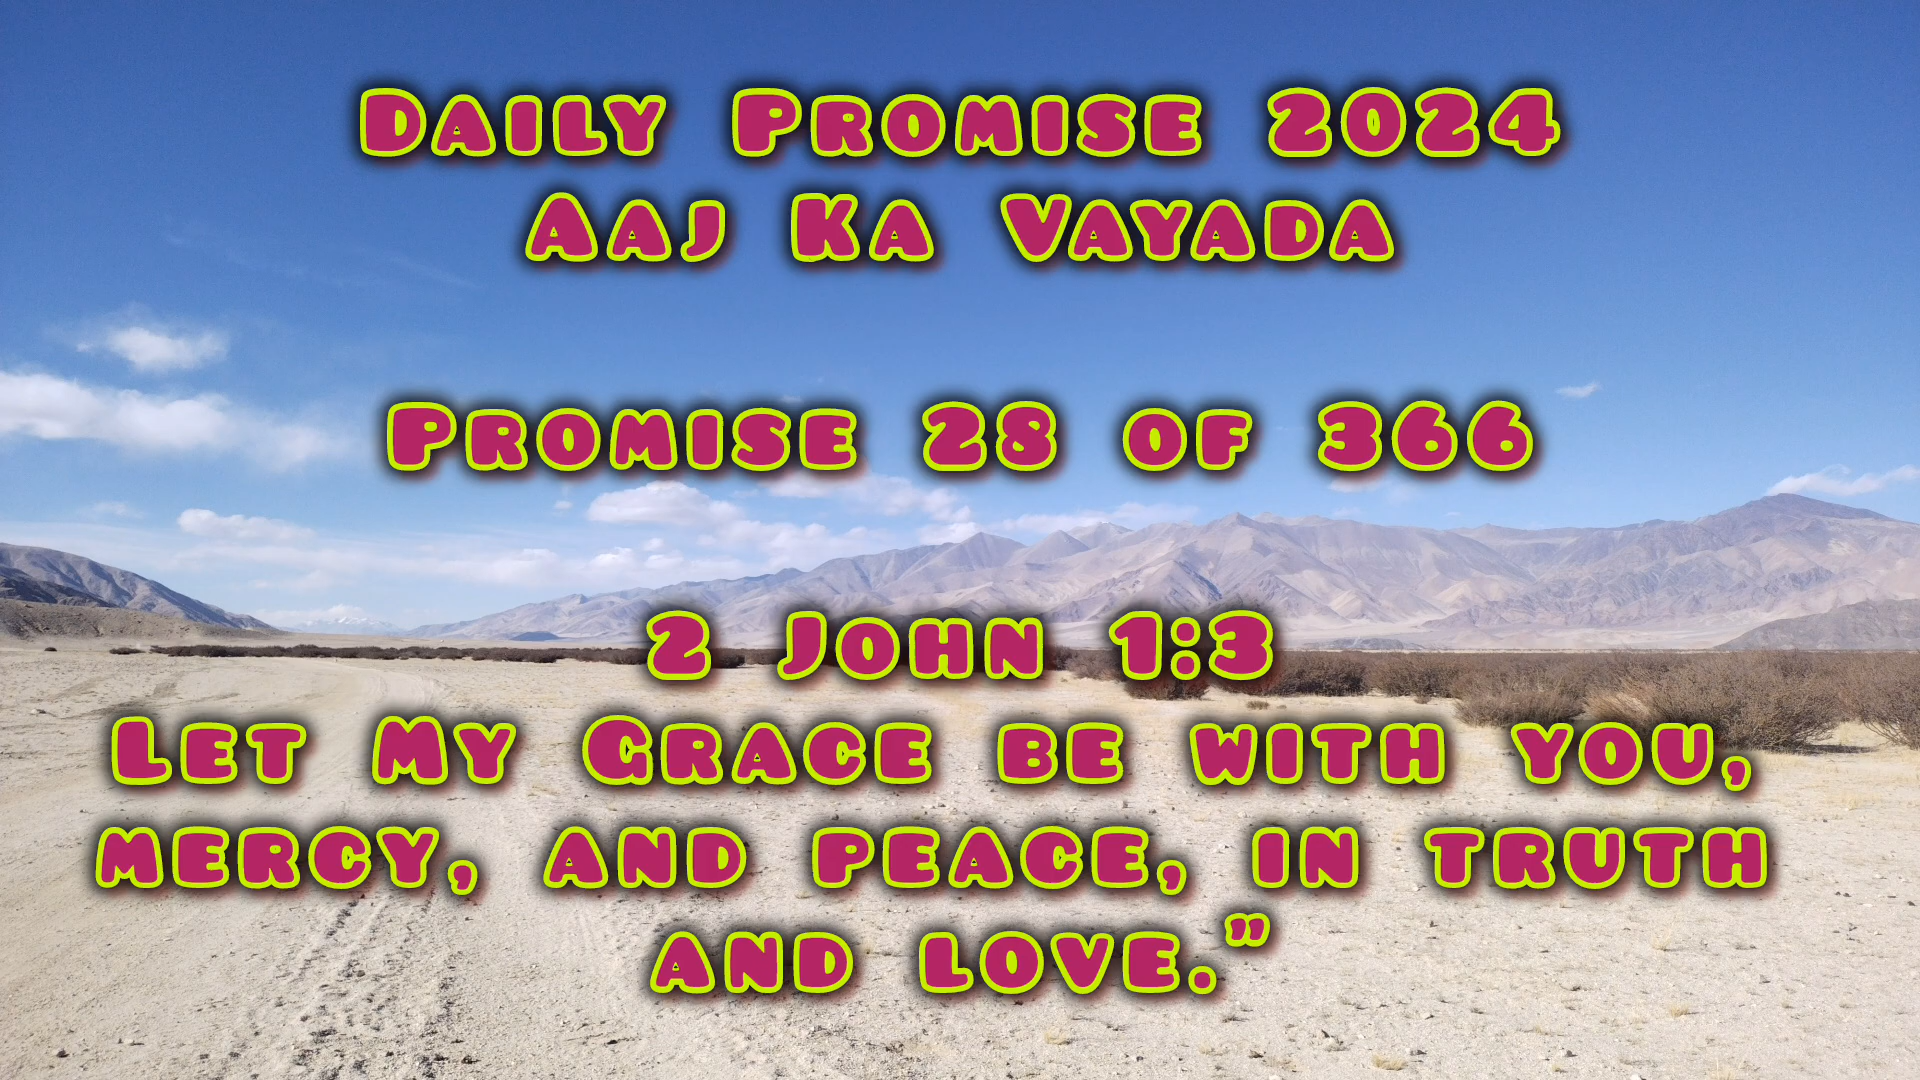 Daily Promise 2024
Aaj Ka Vayada
Promise 28 of 366
2 John 1:3
Let My Grace be with you,
mercy, and peace, in truth
and love.”